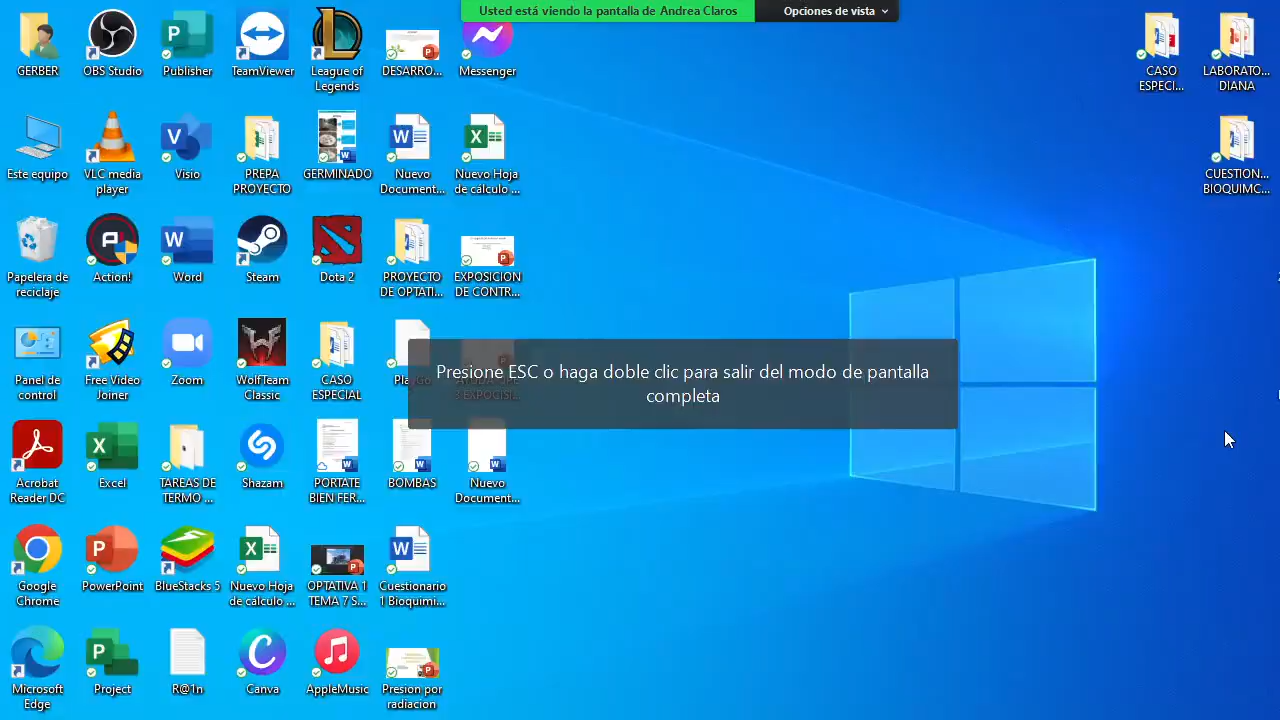 Usted está viendo la pantalla de Andrea Claros
Opciones de vista
GERBER
OBS Studio
Publisher
TeamViewer
League of
Legends
DESARRO...
Messenger
CASO
ESPECI...
LABORATO...
DIANA
Este equipo
VLC media
player
Visio
PREPA
PROYECTO
GERMINADO
Nuevo
Document...
Nuevo Hoja
de cálculo ...
CUESTION...
BIOQUIMC...
Papelera de
reciclaje
Action!
Word
Steam
Dota 2
PROYECTO
DE OPTATI...
EXPOSICION
DE CONTR...
Panel de
control
Free Video
Joiner
Zoom
WolfTeam
Classic
CASO
ESPECIAL
Presione ESC o haga doble clic para salir del modo de pantalla
completa
Acrobat
Reader DC
Excel
TAREAS DE
TERMO ...
Shazam
PORTATE
BIEN FER...
BOMBAS
Nuevo
Document...
Google
Chrome
PowerPoint
BlueStacks 5
Nuevo Hoja
de cálculo ...
OPTATIVA 1
TEMA 7 S...
Cuestionario
1 Bioquimi...
Microsoft
Edge
Project
R@1n
Canva
AppleMusic
Presion por
radiacion